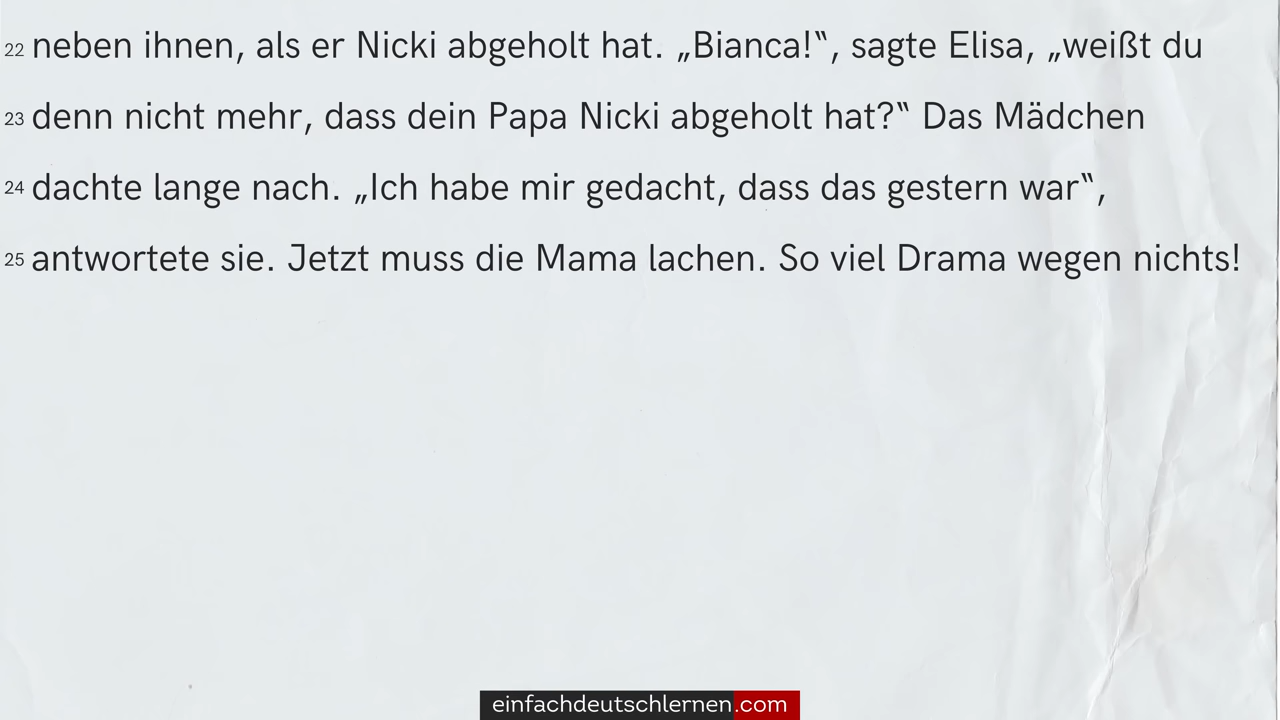 22 neben ihnen, als er Nicki abgeholt hat. „Bianca!‟, sagte Elisa, „weißt du
23 denn nicht mehr, dass dein Papa Nicki abgeholt hat?‟ Das Mädchen
24 dachte lange nach. „Ich habe mir gedacht, dass das gestern war‟,
25 antwortete sie. Jetzt muss die Mama lachen. So viel Drama wegen nichts!
einfachdeutschlernen.com